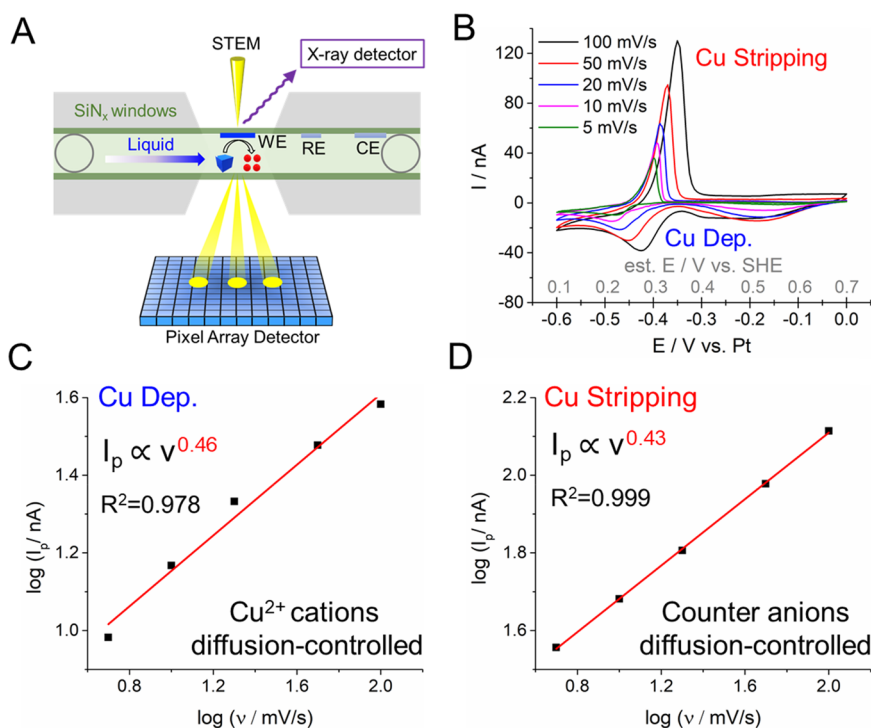 A
STEM
X-ray detector
SiNx windows
Liquid
WE
RE
CE
Pixel Array Detector
B
I / nA
120
80
40
0
-40
-80
100 mV/s
50 mV/s
20 mV/s
10 mV/s
5 mV/s
Cu Stripping
Cu Dep.
est. E / V vs. SHE
0.1 0.2 0.3 0.4 0.5 0.6 0.7
-0.6 -0.5 -0.4 -0.3 -0.2 -0.1 0.0
E / V vs. Pt
C
Cu Dep.
Ip ∝ v^0.46
R²=0.978
Cu²⁺ cations
diffusion-controlled
log (Ip/ nA)
1.6
1.4
1.2
1.0
0.8 1.2 1.6 2.0
log (ν / mV/s)
D
Cu Stripping
Ip ∝ v^0.43
R²=0.999
Counter anions
diffusion-controlled
log (Ip/ nA)
2.2
2.0
1.8
1.6
0.8 1.2 1.6 2.0
log (ν / mV/s)